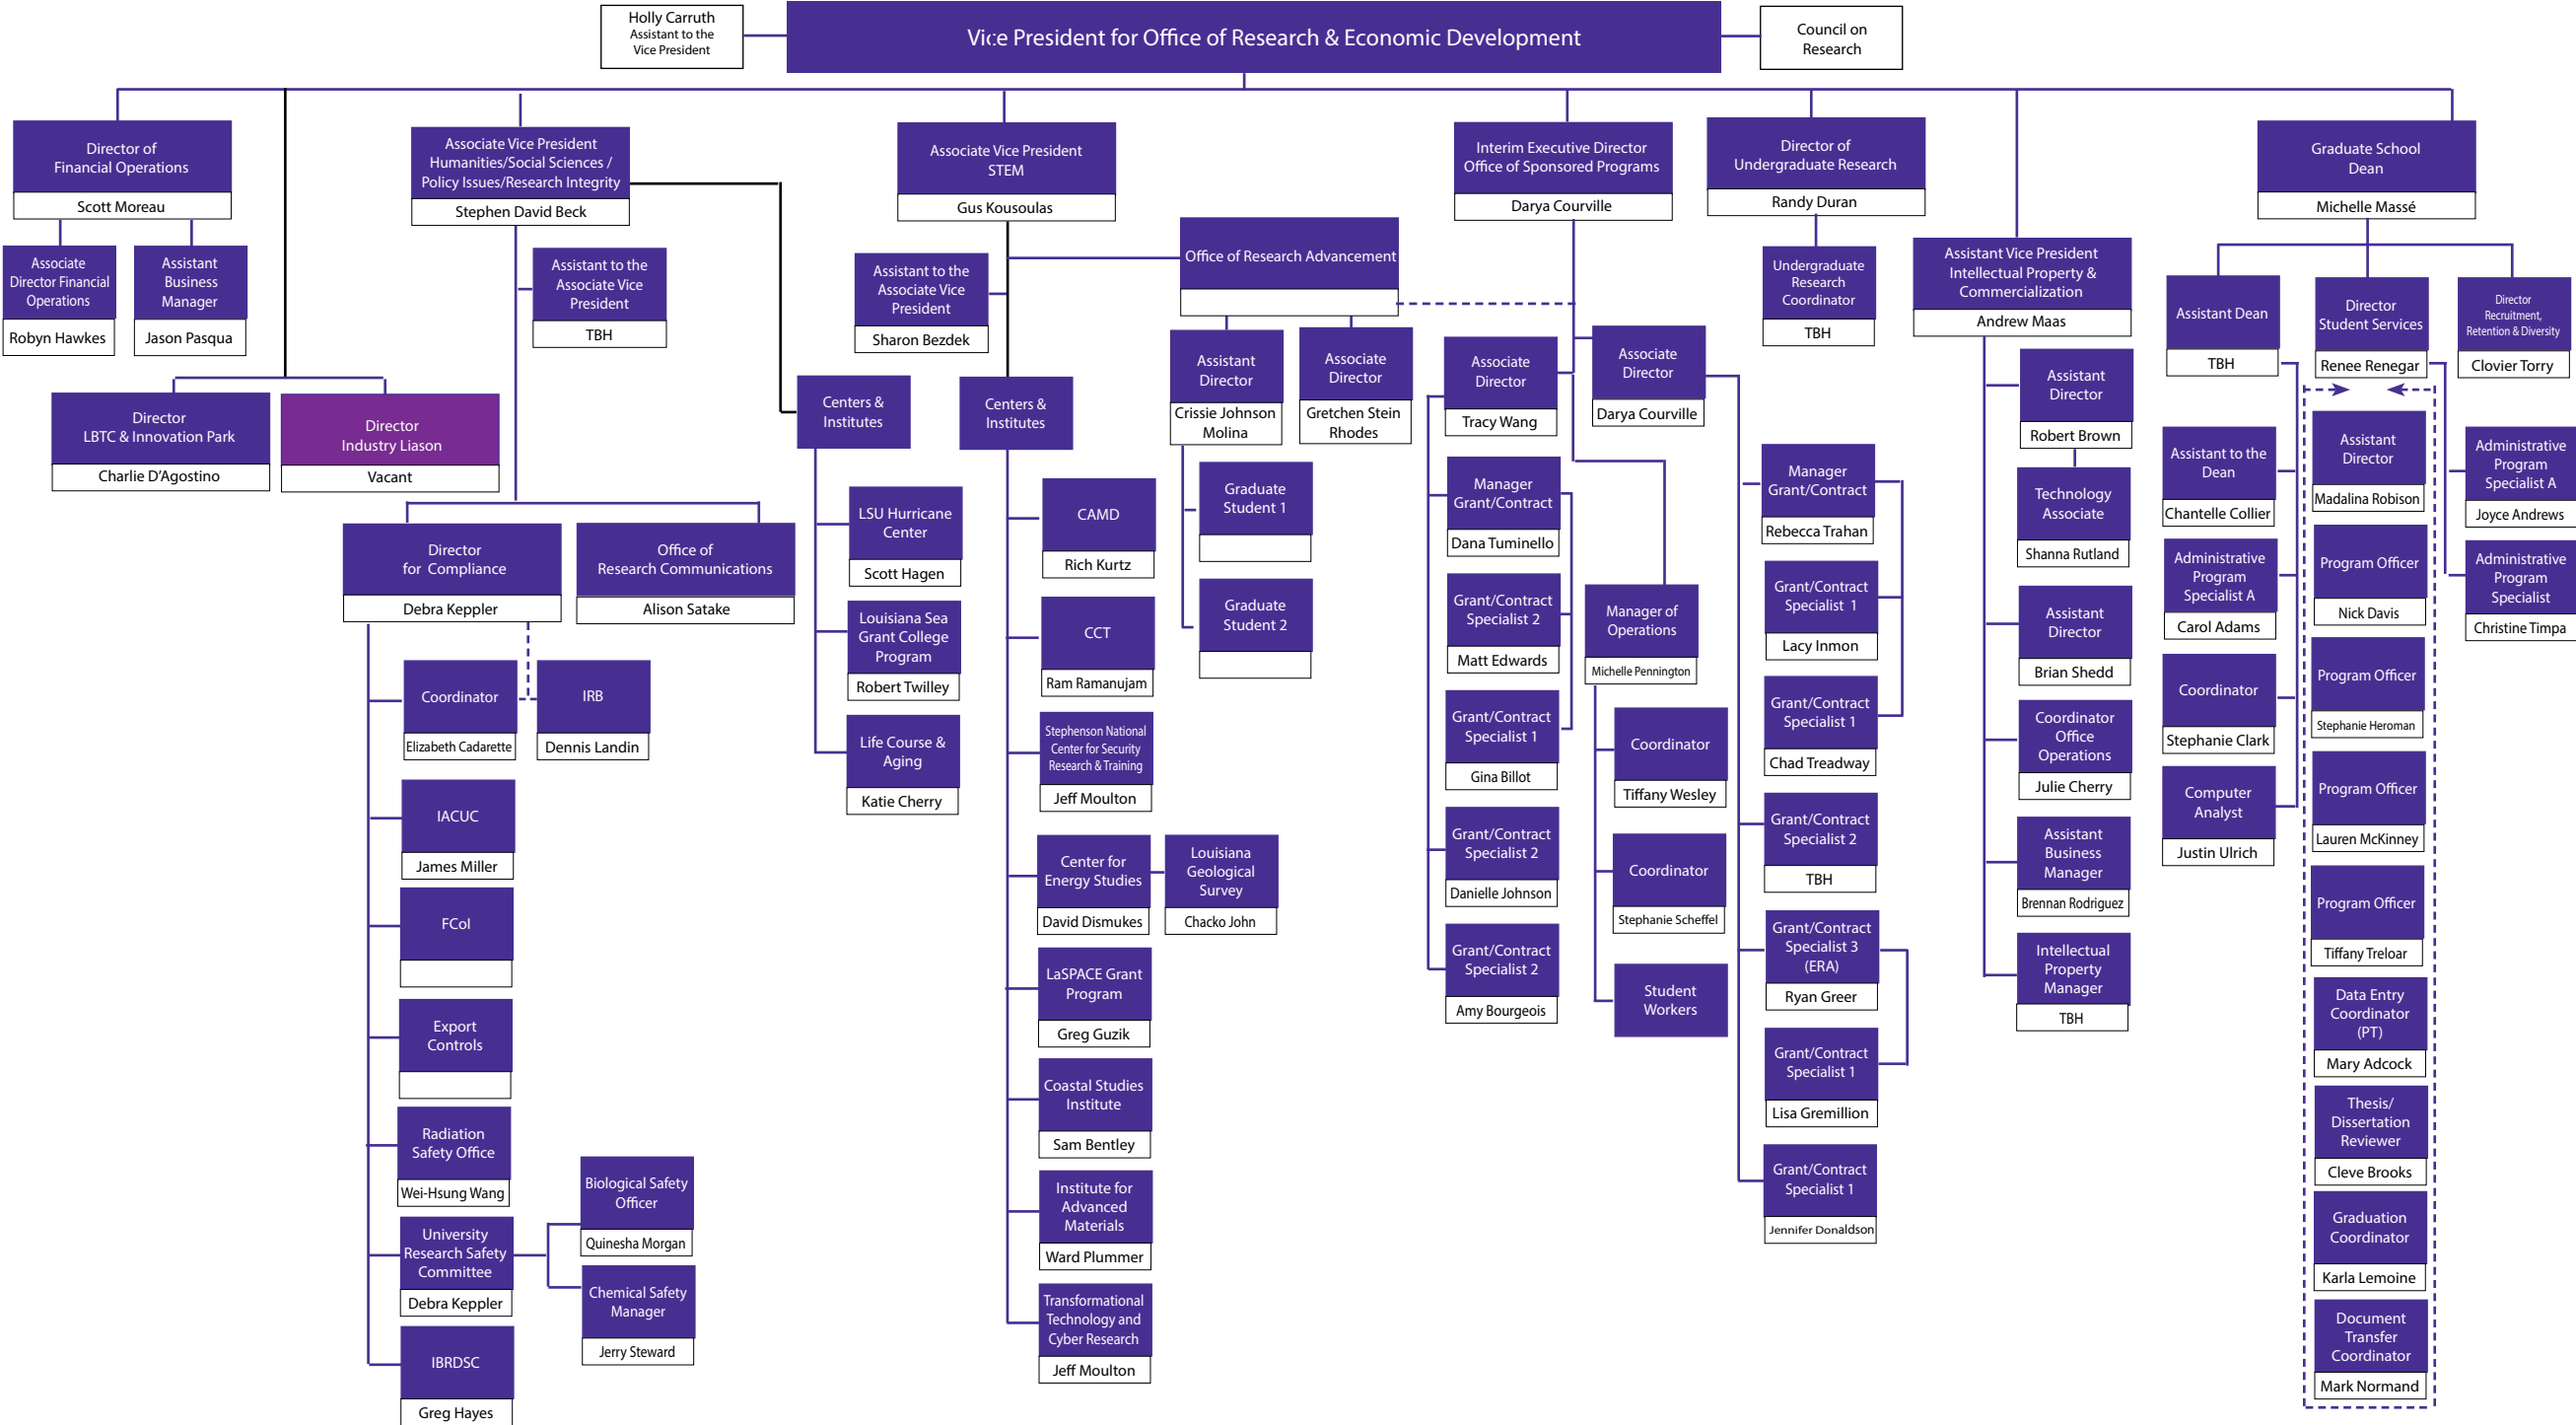 Holly Carruth
Assistant to the
Vice President
Vice President for Office of Research & Economic Development
Council on
Research
Director of
Financial Operations
Scott Moreau
Associate
Director Financial
Operations
Robyn Hawkes
Assistant
Business
Manager
Jason Pasqua
Director
LBTC & Innovation Park
Charlie D'Agostino
Director
Industry Liason
Vacant
Associate Vice President
Humanities/Social Sciences /
Policy Issues/Research Integrity
Stephen David Beck
Assistant to the
Associate Vice
President
TBH
Director
for Compliance
Debra Keppler
Office of
Research Communications
Alison Satake
Coordinator
Elizabeth Cadarette
IRB
Dennis Landin
IACUC
James Miller
FCoI
Export
Controls
Radiation
Safety Office
Wei-Hsung Wang
University
Research Safety
Committee
Debra Keppler
Biological Safety
Officer
Quinesha Morgan
Chemical Safety
Manager
Jerry Steward
IBRDSC
Greg Hayes
Centers &
Institutes
LSU Hurricane
Center
Scott Hagen
Louisiana Sea
Grant College
Program
Robert Twilley
Life Course &
Aging
Katie Cherry
Associate Vice President
STEM
Gus Kousoulas
Assistant to the
Associate Vice
President
Sharon Bezdek
Centers &
Institutes
CAMD
Rich Kurtz
CCT
Ram Ramanujam
Stephenson National
Center for Security
Research & Training
Jeff Moulton
Center for
Energy Studies
David Dismukes
Louisiana
Geological
Survey
Chacko John
LaSPACE Grant
Program
Greg Guzik
Coastal Studies
Institute
Sam Bentley
Institute for
Advanced
Materials
Ward Plummer
Transformational
Technology and
Cyber Research
Jeff Moulton
Office of Research Advancement
Assistant
Director
Crissie Johnson
Molina
Associate
Director
Gretchen Stein
Rhodes
Graduate
Student 1
Graduate
Student 2
Interim Executive Director
Office of Sponsored Programs
Darya Courville
Associate
Director
Tracy Wang
Manager
Grant/Contract
Dana Tuminello
Grant/Contract
Specialist 2
Matt Edwards
Grant/Contract
Specialist 1
Gina Billot
Grant/Contract
Specialist 2
Danielle Johnson
Grant/Contract
Specialist 2
Amy Bourgeois
Associate
Director
Darya Courville
Manager of
Operations
Michelle Pennington
Coordinator
Tiffany Wesley
Coordinator
Stephanie Scheffel
Student
Workers
Manager
Grant/Contract
Rebecca Trahan
Grant/Contract
Specialist 1
Lacy Inmon
Grant/Contract
Specialist 1
Chad Treadway
Grant/Contract
Specialist 2
TBH
Grant/Contract
Specialist 3
(ERA)
Ryan Greer
Grant/Contract
Specialist 1
Lisa Gremillion
Grant/Contract
Specialist 1
Jennifer Donaldson
Director of
Undergraduate Research
Randy Duran
Undergraduate
Research
Coordinator
TBH
Assistant Vice President
Intellectual Property &
Commercialization
Andrew Maas
Assistant
Director
Robert Brown
Technology
Associate
Shanna Rutland
Assistant
Director
Brian Shedd
Coordinator
Office
Operations
Julie Cherry
Assistant
Business
Manager
Brennan Rodriguez
Intellectual
Property
Manager
TBH
Graduate School
Dean
Michelle Massé
Assistant Dean
TBH
Assistant to the
Dean
Chantelle Collier
Administrative
Program
Specialist A
Carol Adams
Coordinator
Stephanie Clark
Computer
Analyst
Justin Ulrich
Director
Student Services
Renee Renegar
Assistant
Director
Madalina Robison
Program Officer
Nick Davis
Program Officer
Stephanie Heroman
Program Officer
Lauren McKinney
Program Officer
Tiffany Treloar
Data Entry
Coordinator
(PT)
Mary Adcock
Thesis/
Dissertation
Reviewer
Cleve Brooks
Graduation
Coordinator
Karla Lemoine
Document
Transfer
Coordinator
Mark Normand
Director
Recruitment,
Retention & Diversity
Clovier Torry
Administrative
Program
Specialist A
Joyce Andrews
Administrative
Program
Specialist
Christine Timpa